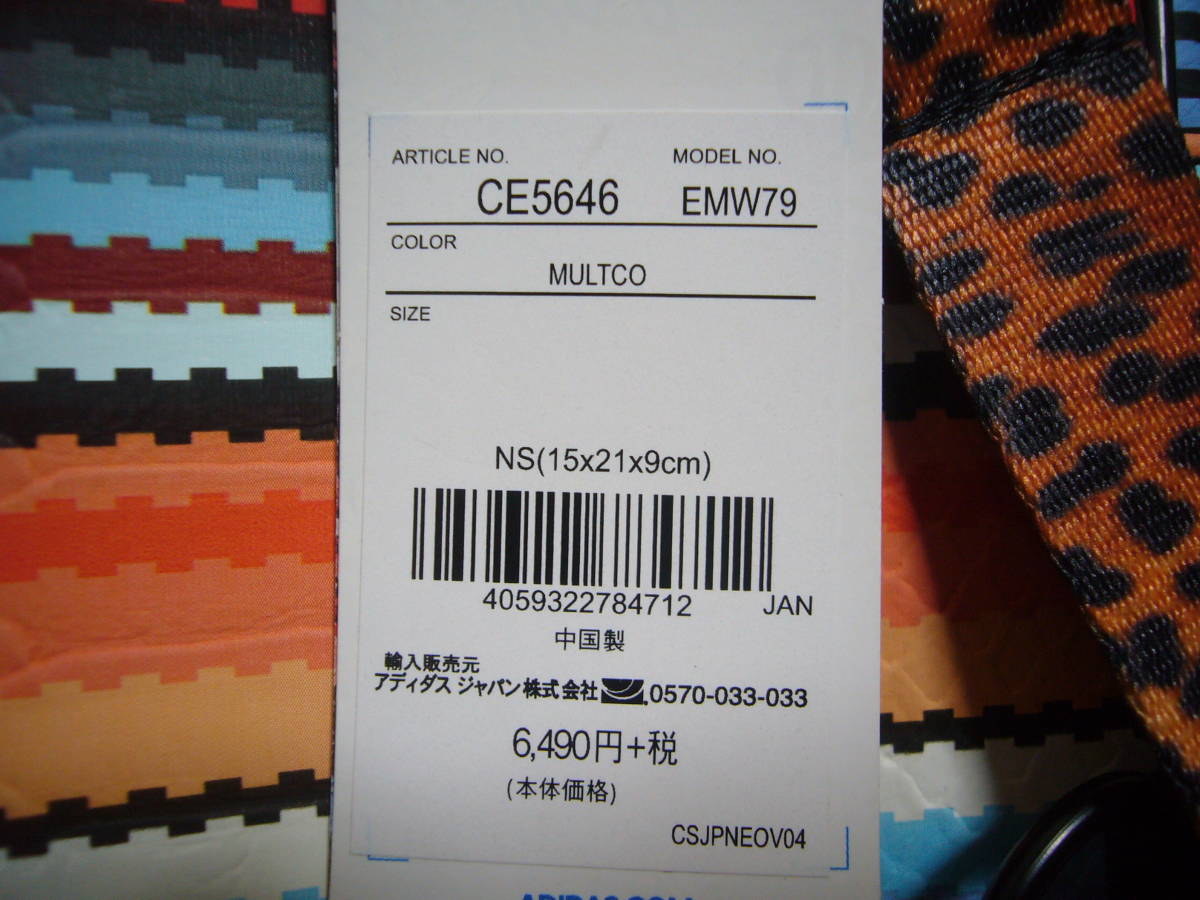 ARTICLE NO. MODEL NO.
CE5646 EMW79
COLOR
MULTCO
SIZE
NS(15x21x9cm)
4059322784712 JAN
中国製
輸入販売元
アディダス ジャパン株式会社 0570-033-033
6,490円+税
(本体価格)
CSJPNEOV04
ADIDAS.COM